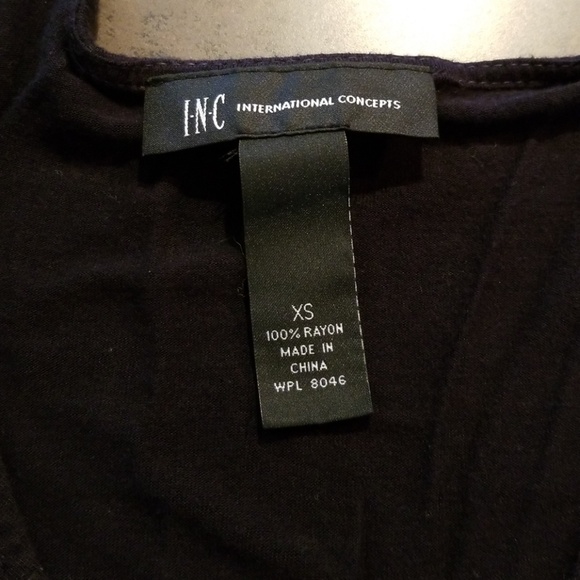 I·N·C INTERNATIONAL CONCEPTS
XS
100% RAYON
MADE IN
CHINA
WPL 8046